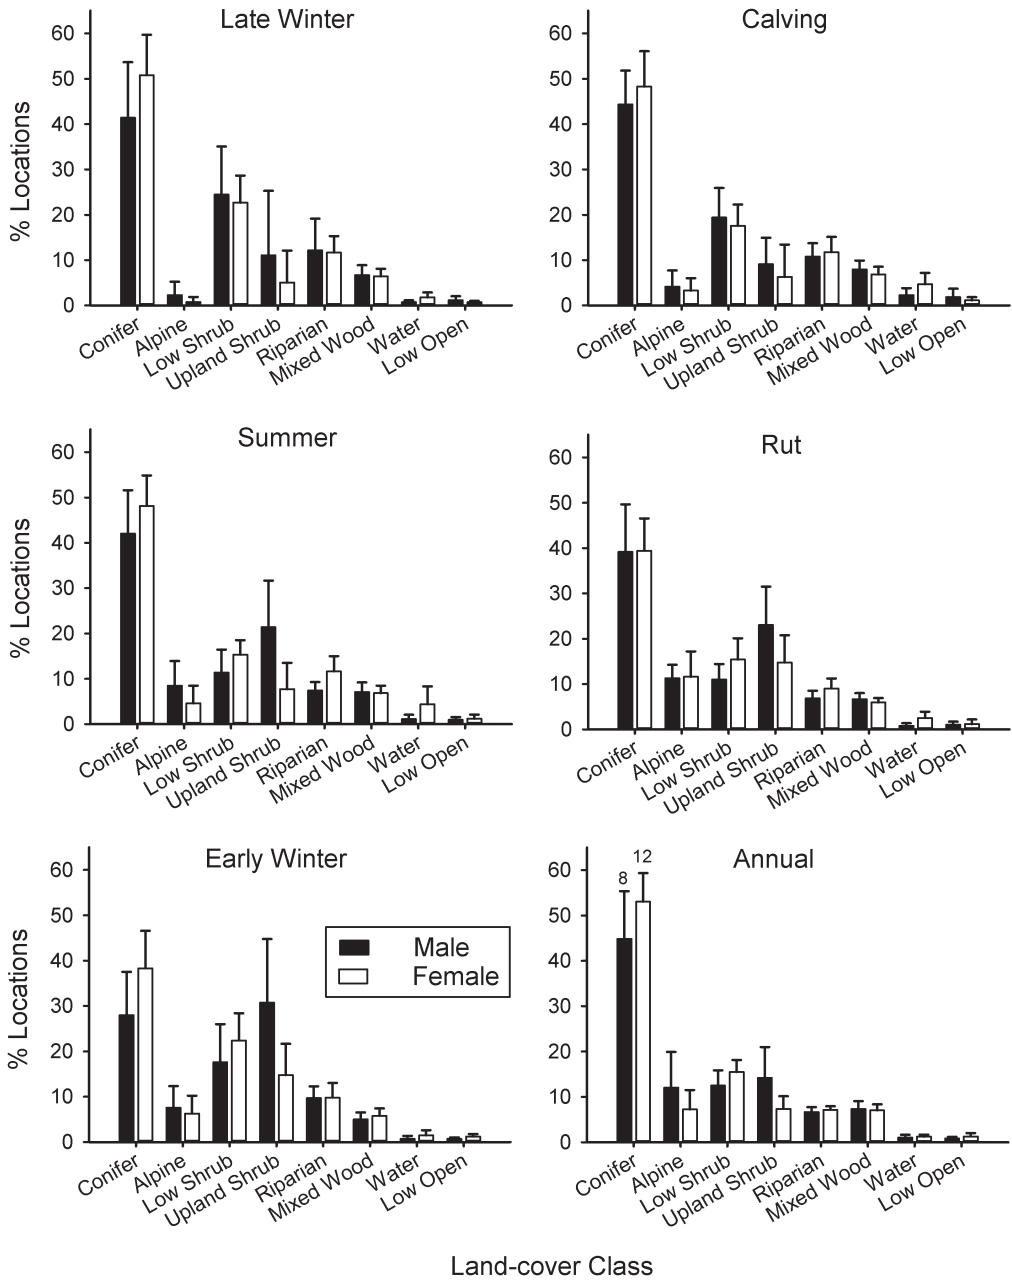 Late Winter
% Locations
60
50
40
30
20
10
0
Conifer
Alpine
Low Shrub
Upland Shrub
Riparian
Mixed Wood
Water
Low Open
Calving
60
50
40
30
20
10
0
Conifer
Alpine
Low Shrub
Upland Shrub
Riparian
Mixed Wood
Water
Low Open
Summer
% Locations
60
50
40
30
20
10
0
Conifer
Alpine
Low Shrub
Upland Shrub
Riparian
Mixed Wood
Water
Low Open
Rut
60
50
40
30
20
10
0
Conifer
Alpine
Low Shrub
Upland Shrub
Riparian
Mixed Wood
Water
Low Open
Early Winter
% Locations
60
50
40
30
20
10
0
Male
Female
Conifer
Alpine
Low Shrub
Upland Shrub
Riparian
Mixed Wood
Water
Low Open
Annual
60
50
40
30
20
10
0
8
12
Conifer
Alpine
Low Shrub
Upland Shrub
Riparian
Mixed Wood
Water
Low Open
Land-cover Class